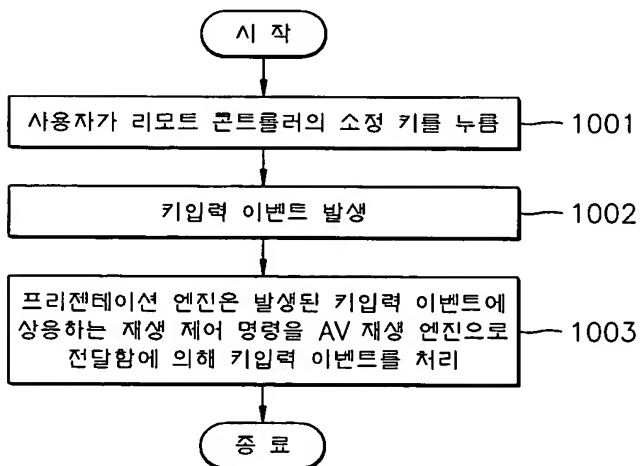 시 작
사용자가 리모트 콘트롤러의 소정 키를 누름
1001
키입력 이벤트 발생
1002
프리젠테이션 엔진은 발생된 키입력 이벤트에
상용하는 재생 제어 명령을 AV 재생 엔진으로
전달함에 의해 키입력 이벤트를 처리
1003
종 료